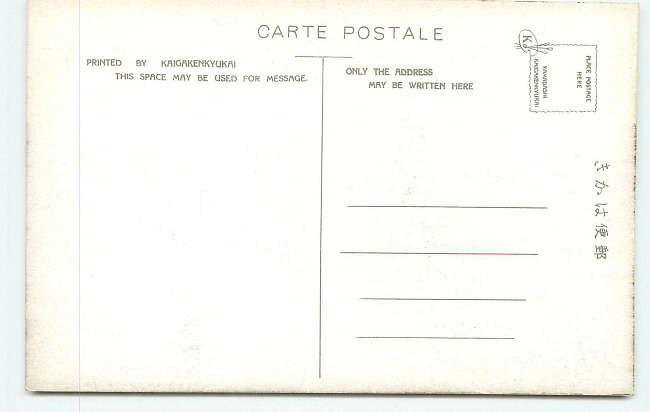 CARTE POSTALE
PRINTED BY KAIGAKENKYUKAI
THIS SPACE MAY BE USED FOR MESSAGE.
ONLY THE ADDRESS
MAY BE WRITTEN HERE
K
PLACE POSTAGE
HERE
KAIGAKENKYUKAI
きかは便郵